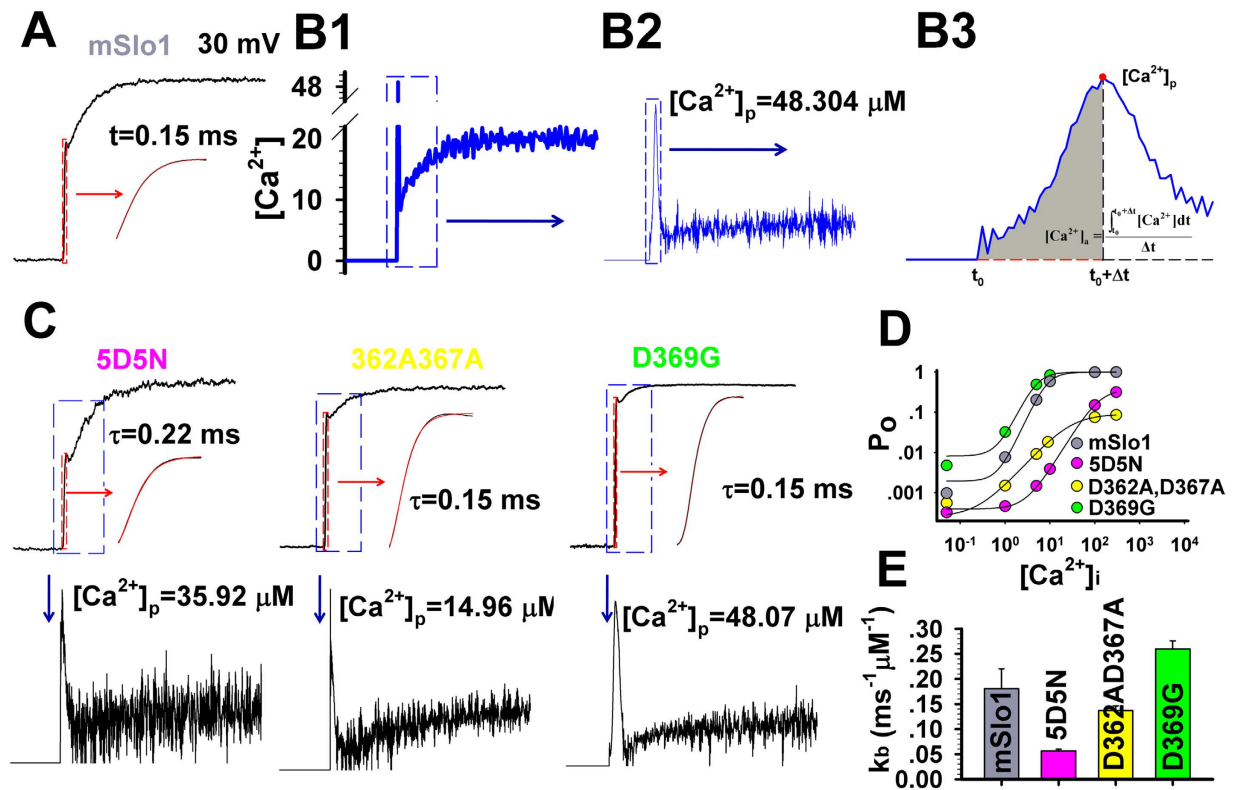 A
mSlo1 30 mV
t=0.15 ms
B1
[Ca2+]
48
20
10
0
B2
[Ca2+]p=48.304 μM
B3
[Ca2+]p
[Ca2+]a = ∫t0 t0+Δt [Ca2+]dt
Δt
t0 t0+Δt
C
5D5N 362A367A D369G
τ=0.22 ms
τ=0.15 ms
τ=0.15 ms
[Ca2+]p=35.92 μM
[Ca2+]p=14.96 μM
[Ca2+]p=48.07 μM
D
Po
1
.1
.01
.001
mSlo1
5D5N
D362A,D367A
D369G
10-1 100 101 102 103 104
[Ca2+]i
E
kb (ms-1μM-1)
.30
.25
.20
.15
.10
.05
0.00
mSlo1
5D5N
D362AD367A
D369G